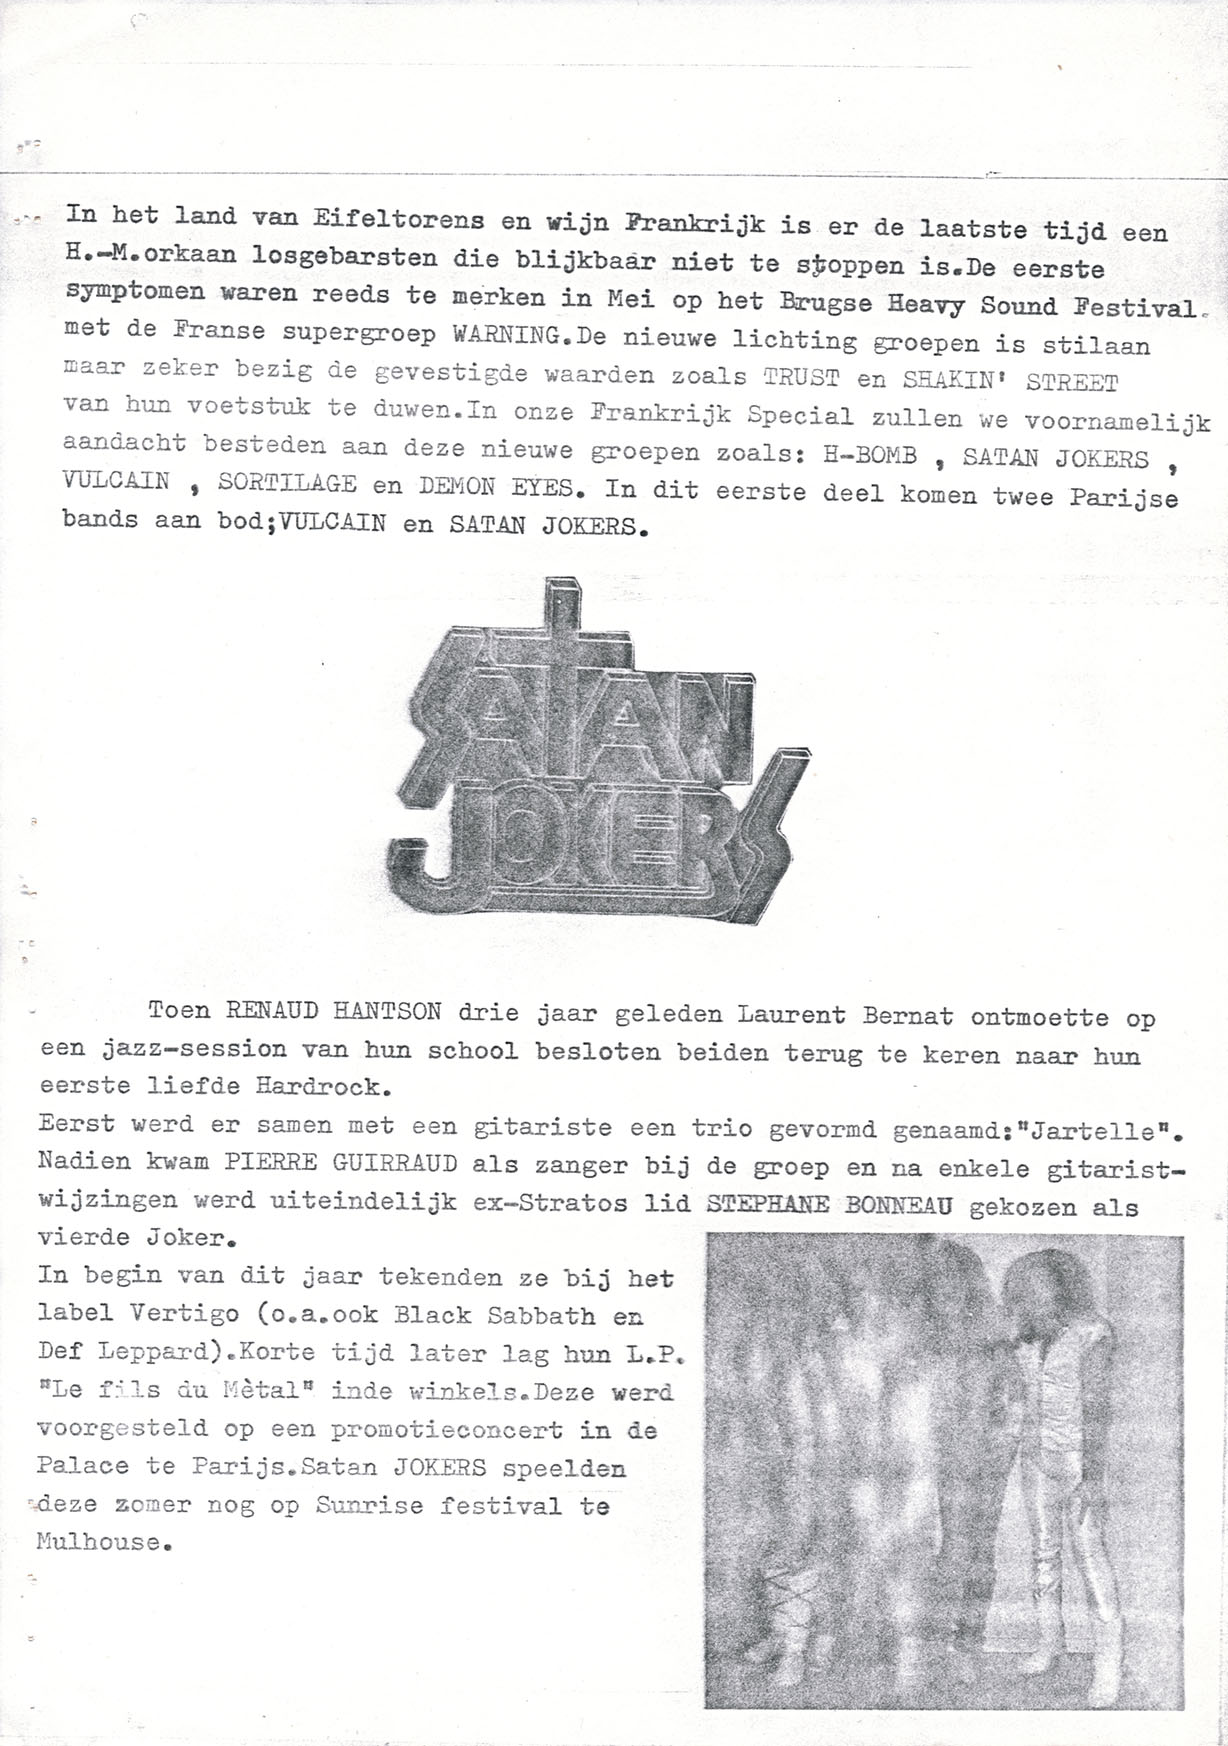 In het land van Eifeltorens en wijn Frankrijk is er de laatste tijd een
H.-M.orkaan losgebarsten die blijkbaar niet te stoppen is.De eerste
symptomen waren reeds te merken in Mei op het Brugse Heavy Sound Festival.
met de Franse supergroep WARNING.De nieuwe lichting groepen is stilaan
maar zeker bezig de gevestigde waarden zoals TRUST en SHAKIN' STREET
van hun voetstuk te duwen.In onze Frankrijk Special zullen we voornamelijk
aandacht besteden aan deze nieuwe groepen zoals: H-BOMB , SATAN JOKERS ,
VULCAIN , SORTILAGE en DEMON EYES. In dit eerste deel komen twee Parijse
bands aan bod;VULCAIN en SATAN JOKERS.
SATAN
JOKERS
Toen RENAUD HANTSON drie jaar geleden Laurent Bernat ontmoette op
een jazz-session van hun school besloten beiden terug te keren naar hun
eerste liefde Hardrock.
Eerst werd er samen met een gitariste een trio gevormd genaamd:"Jartelle".
Nadien kwam PIERRE GUIRRAUD als zanger bij de groep en na enkele gitarist-
wijzingen werd uiteindelijk ex-Stratos lid STEPHANE BONNEAU gekozen als
vierde Joker.
In begin van dit jaar tekenden ze bij het
label Vertigo (o.a.ook Black Sabbath en
Def Leppard).Korte tijd later lag hun L.P.
"Le fils du Mètal" inde winkels.Deze werd
voorgesteld op een promotieconcert in de
Palace te Parijs.Satan JOKERS speelden
deze zomer nog op Sunrise festival te
Mulhouse.